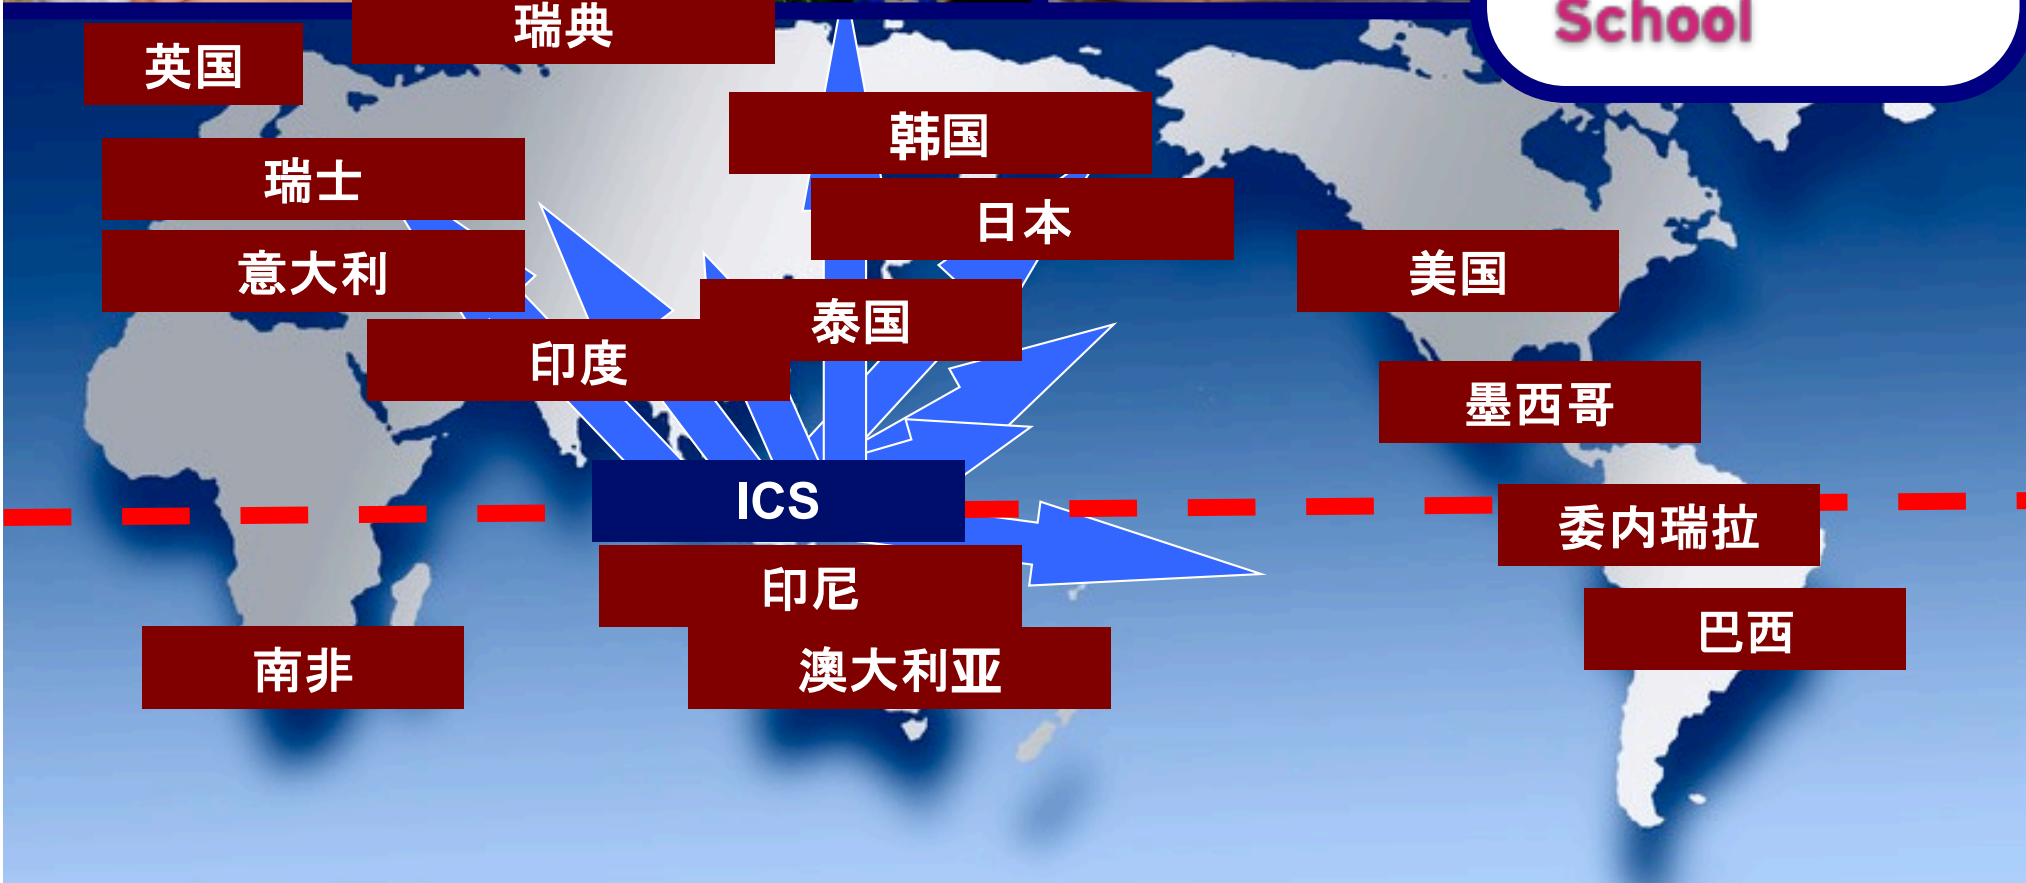 School
瑞典
英国
韩国
瑞士
日本
意大利
美国
泰国
印度
墨西哥
ICS
委内瑞拉
印尼
巴西
南非
澳大利亚